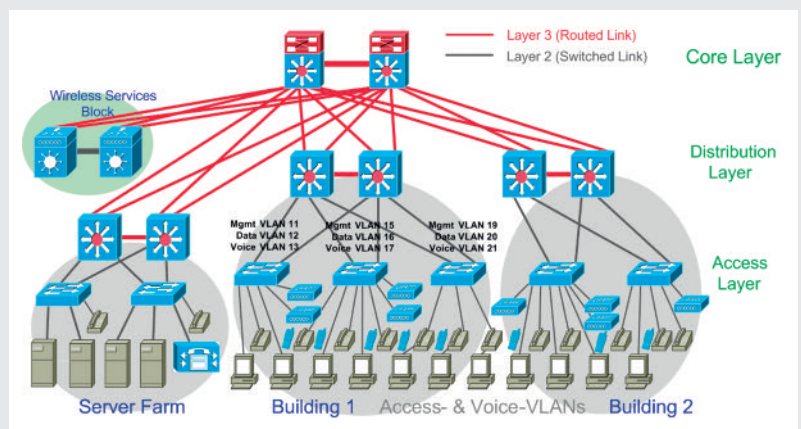 Layer 3 (Routed Link)
Layer 2 (Switched Link)
Core Layer
Wireless Services
Block
Distribution
Layer
Mgmt VLAN 11
Data VLAN 12
Voice VLAN 13
Mgmt VLAN 15
Data VLAN 16
Voice VLAN 17
Mgmt VLAN 19
Data VLAN 20
Voice VLAN 21
Access
Layer
Server Farm
Building 1
Access- & Voice-VLANs
Building 2